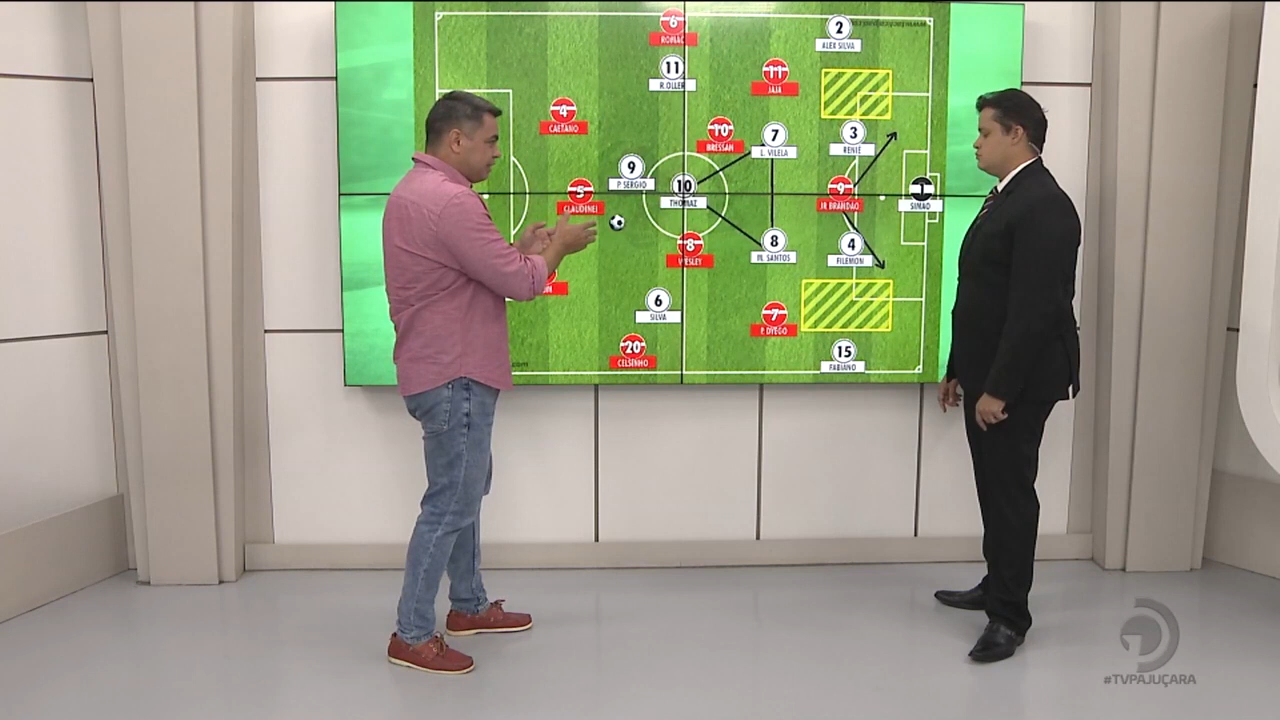 6
RONAC
2
ALEX SILVA
11
R.OLLER
11
JAJÁ
4
CAETANO
10
BRESSAN
7
L. VILELA
3
RENIÊ
9
P. SERGIO
10
THOMAZ
5
CLAUDINEI
9
JR BRANDÃO
1
SIMÃO
8
WESLEY
8
M. SANTOS
4
FILEMON
6
SILVA
7
P. DYEGO
20
CELSINHO
15
FABIANO
#TVPAJUÇARA